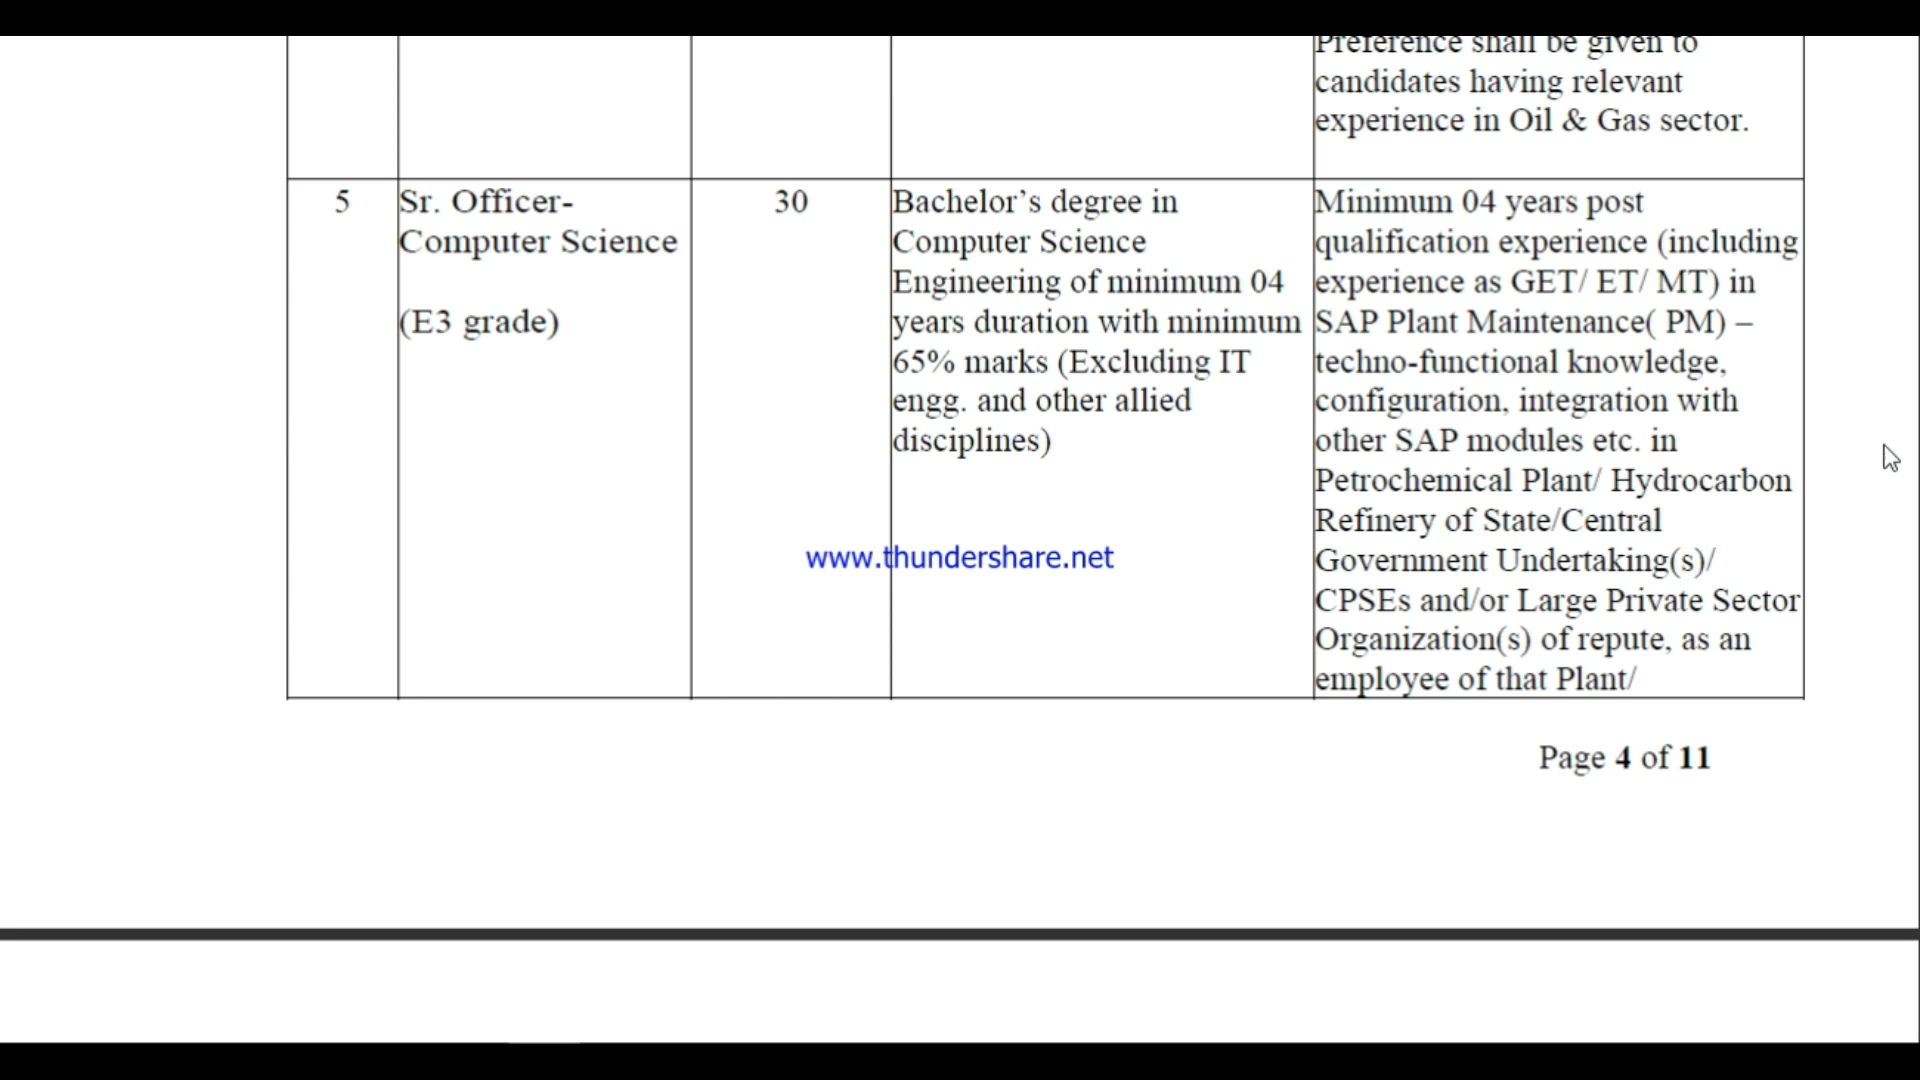 Preference shall be given to
candidates having relevant
experience in Oil & Gas sector.
5
Sr. Officer-
Computer Science
(E3 grade)
30
Bachelor’s degree in
Computer Science
Engineering of minimum 04
years duration with minimum
65% marks (Excluding IT
engg. and other allied
disciplines)
Minimum 04 years post
qualification experience (including
experience as GET/ ET/ MT) in
SAP Plant Maintenance( PM) –
techno-functional knowledge,
configuration, integration with
other SAP modules etc. in
Petrochemical Plant/ Hydrocarbon
Refinery of State/Central
Government Undertaking(s)/
CPSEs and/or Large Private Sector
Organization(s) of repute, as an
employee of that Plant/
www.thundershare.net
Page 4 of 11